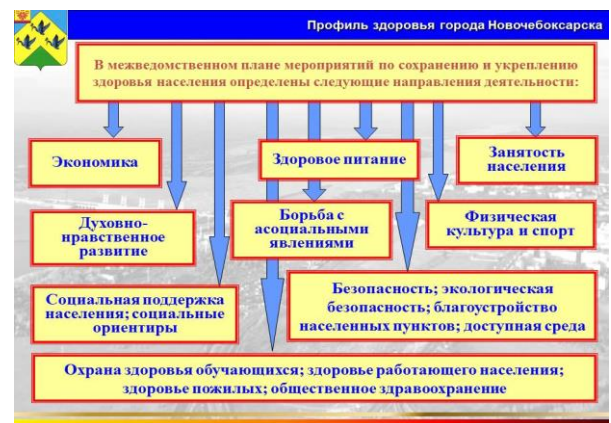 Профиль здоровья города Новочебоксарска
В межведомственном плане мероприятий по сохранению и укреплению
здоровья населения определены следующие направления деятельности:
Экономика
Здоровое питание
Занятость
населения
Духовно-
нравственное
развитие
Борьба с
асоциальными
явлениями
Физическая
культура и спорт
Социальная поддержка
населения; социальные
ориентиры
Безопасность; экологическая
безопасность; благоустройство
населенных пунктов; доступная среда
Охрана здоровья обучающихся; здоровье работающего населения;
здоровье пожилых; общественное здравоохранение